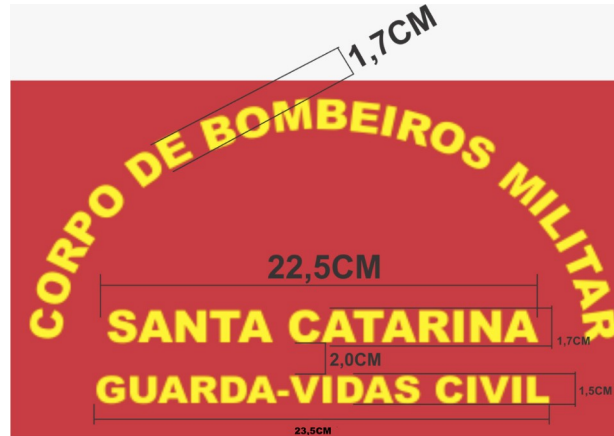 1,7CM
CORPO DE BOMBEIROS MILITAR
22,5CM
SANTA CATARINA
1,7CM
2,0CM
GUARDA-VIDAS CIVIL
1,5CM
23,5CM